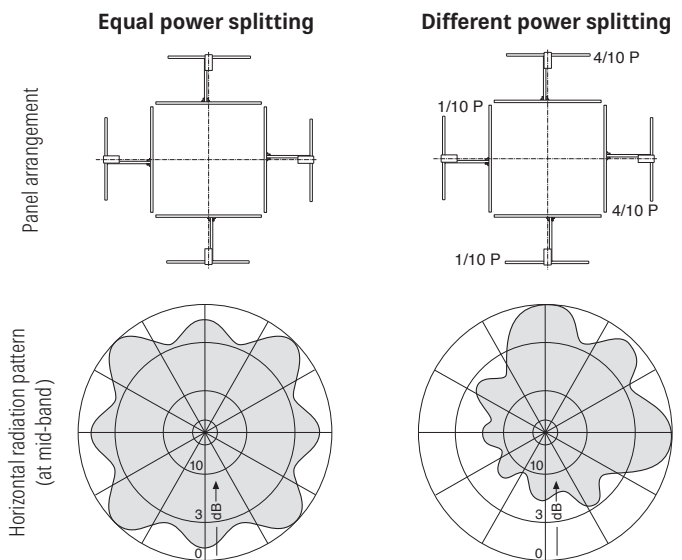 Equal power splitting
Different power splitting
Panel arrangement
4/10 P
1/10 P
4/10 P
1/10 P
Horizontal radiation pattern
(at mid-band)
10
3
0
dB
10
3
0
dB